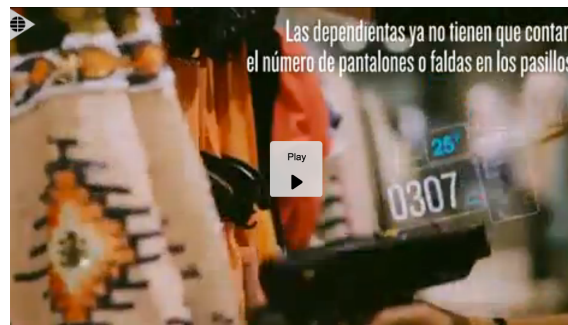 Las dependientas ya no tienen que contar
el número de pantalones o faldas en los pasillos
Play
25"
0307